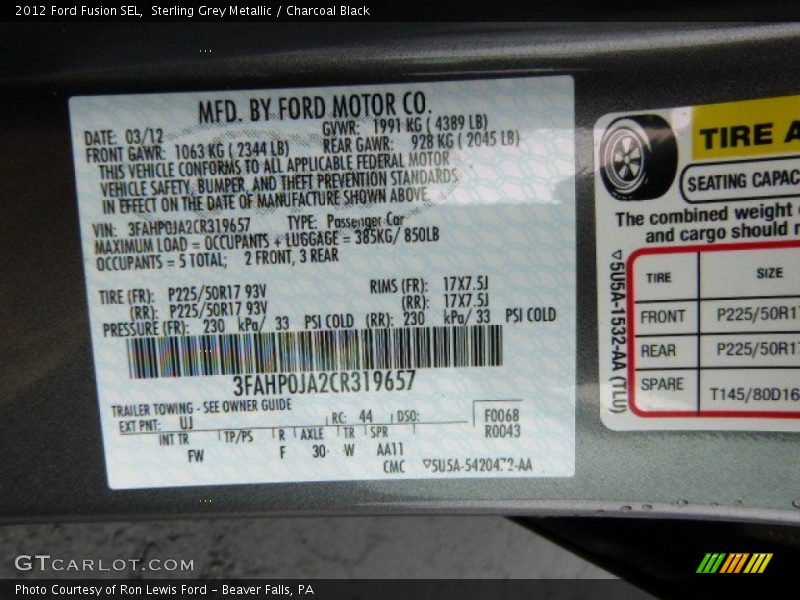 2012 Ford Fusion SEL, Sterling Grey Metallic / Charcoal Black
MFD. BY FORD MOTOR CO.
DATE: 03/12 GVWR: 1991 KG ( 4389 LB)
FRONT GAWR: 1063 KG ( 2344 LB) REAR GAWR: 928 KG ( 2045 LB)
THIS VEHICLE CONFORMS TO ALL APPLICABLE FEDERAL MOTOR
VEHICLE SAFETY, BUMPER, AND THEFT PREVENTION STANDARDS
IN EFFECT ON THE DATE OF MANUFACTURE SHOWN ABOVE.
VIN: 3FAHP0JA2CR319657 TYPE: Passenger Car
MAXIMUM LOAD = OCCUPANTS + LUGGAGE = 385KG/ 850LB
OCCUPANTS = 5 TOTAL; 2 FRONT, 3 REAR
TIRE (FR): P225/50R17 93V RIMS (FR): 17X7.5J
(RR): P225/50R17 93V (RR): 17X7.5J
PRESSURE (FR): 230 kPa/ 33 PSI COLD (RR): 230 kPa/ 33 PSI COLD
3FAHP0JA2CR319657
TRAILER TOWING - SEE OWNER GUIDE
EXT PNT: UJ RC: 44 DSO: F0068
R0043
INT TR TP/PS R AXLE TR SPR
FW F 30 W AA11
CMC ▽5U5A-5420472-AA
TIRE A
SEATING CAPAC
The combined weight
and cargo should
▽5U5A-1532-AA (TLU)
TIRE SIZE
FRONT P225/50R17
REAR P225/50R17
SPARE T145/80D16
GTCARLOT.COM
Photo Courtesy of Ron Lewis Ford - Beaver Falls, PA